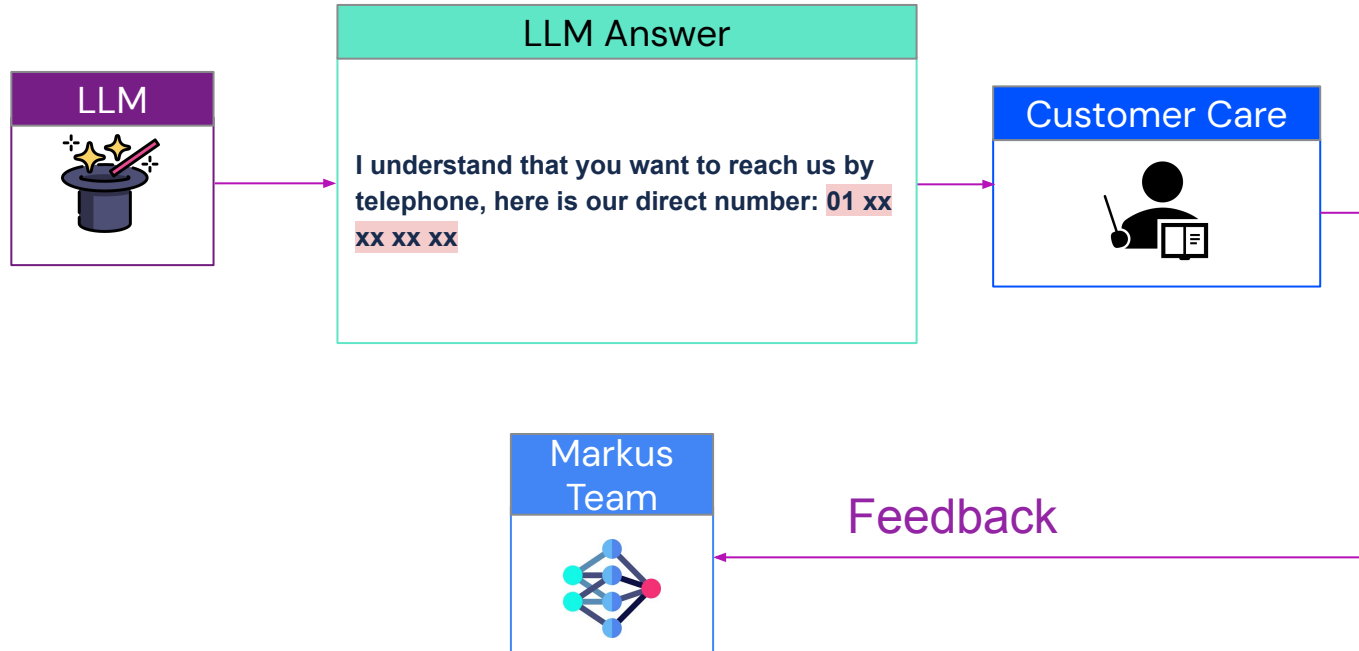 LLM Answer
LLM
Customer Care
I understand that you want to reach us by
telephone, here is our direct number: 01 xx
xx xx xx
Markus
Team
Feedback